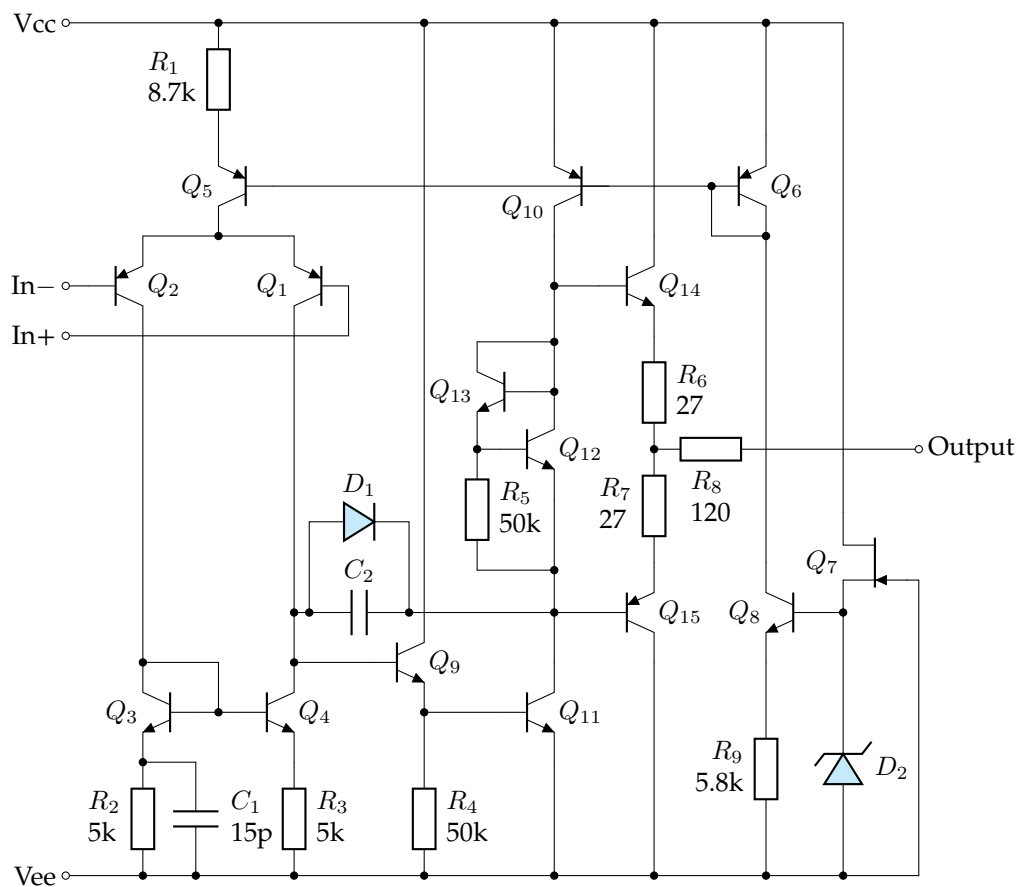 Vcc
R1
8.7k
Q5
Q10
Q6
In−
Q2
Q1
Q14
In+
Q13
R6
27
Q12
Output
D1
R5
50k
R7
27
R8
120
C2
Q7
Q15
Q8
Q9
Q3
Q4
Q11
R9
5.8k
D2
R2
5k
C1
15p
R3
5k
R4
50k
Vee